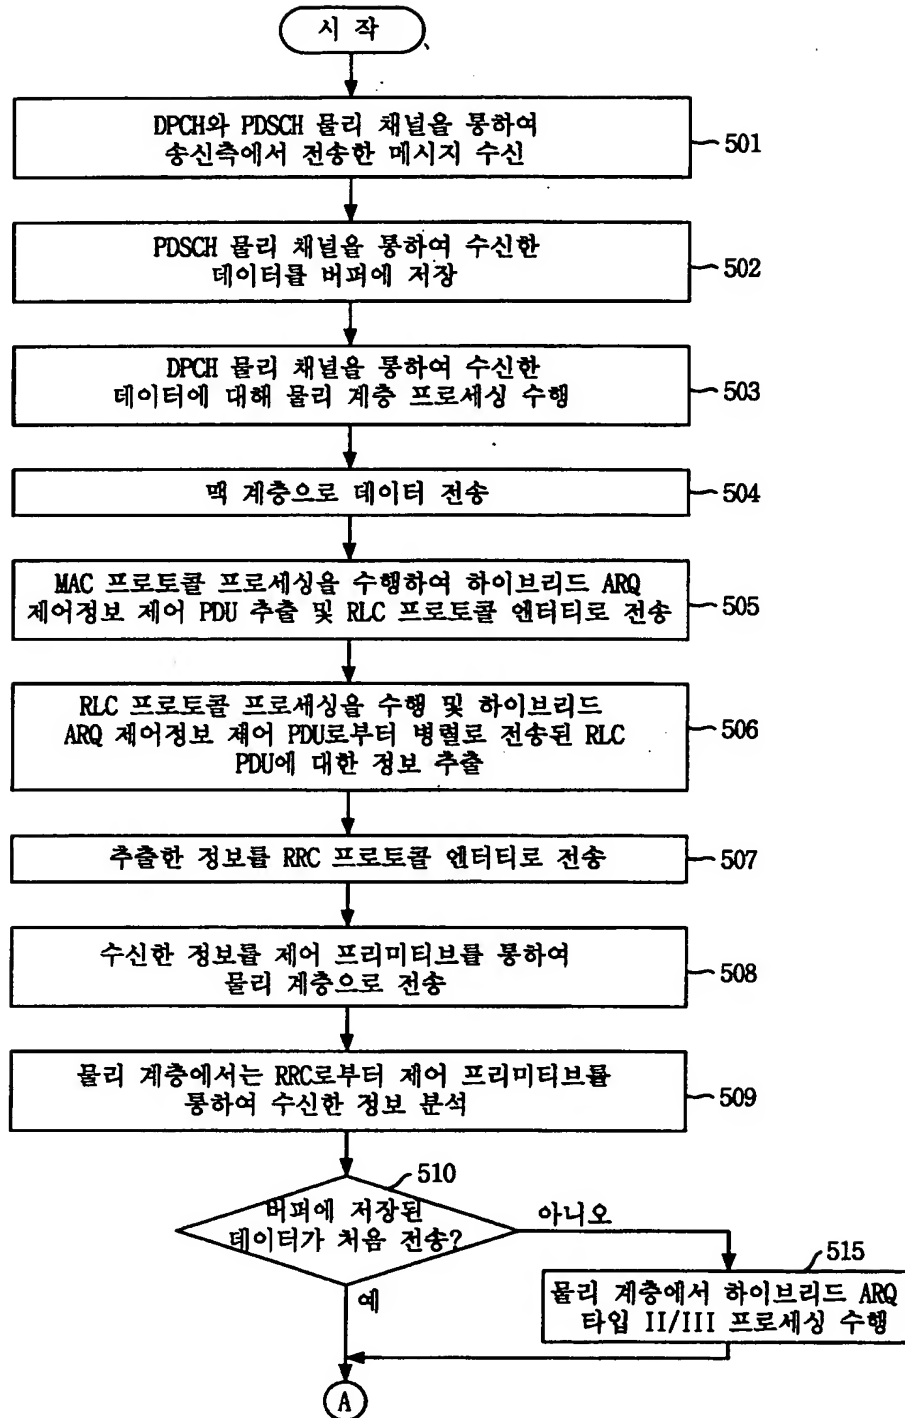 시 작
DPCH와 PDSCH 물리 채널을 통하여
송신측에서 전송한 메시지 수신
501
PDSCH 물리 채널을 통하여 수신한
데이터를 버퍼에 저장
502
DPCH 물리 채널을 통하여 수신한
데이터에 대해 물리 계층 프로세싱 수행
503
맥 계층으로 데이터 전송
504
MAC 프로토콜 프로세싱을 수행하여 하이브리드 ARQ
제어정보 제어 PDU 추출 및 RLC 프로토콜 엔터티로 전송
505
RLC 프로토콜 프로세싱을 수행 및 하이브리드
ARQ 제어정보 제어 PDU로부터 병렬로 전송된 RLC
PDU에 대한 정보 추출
506
추출한 정보를 RRC 프로토콜 엔터티로 전송
507
수신한 정보를 제어 프리미티브를 통하여
물리 계층으로 전송
508
물리 계층에서는 RRC로부터 제어 프리미티브를
통하여 수신한 정보 분석
509
510
버퍼에 저장된
데이터가 처음 전송?
아니오
예
515
물리 계층에서 하이브리드 ARQ
타입 II/III 프로세싱 수행
A